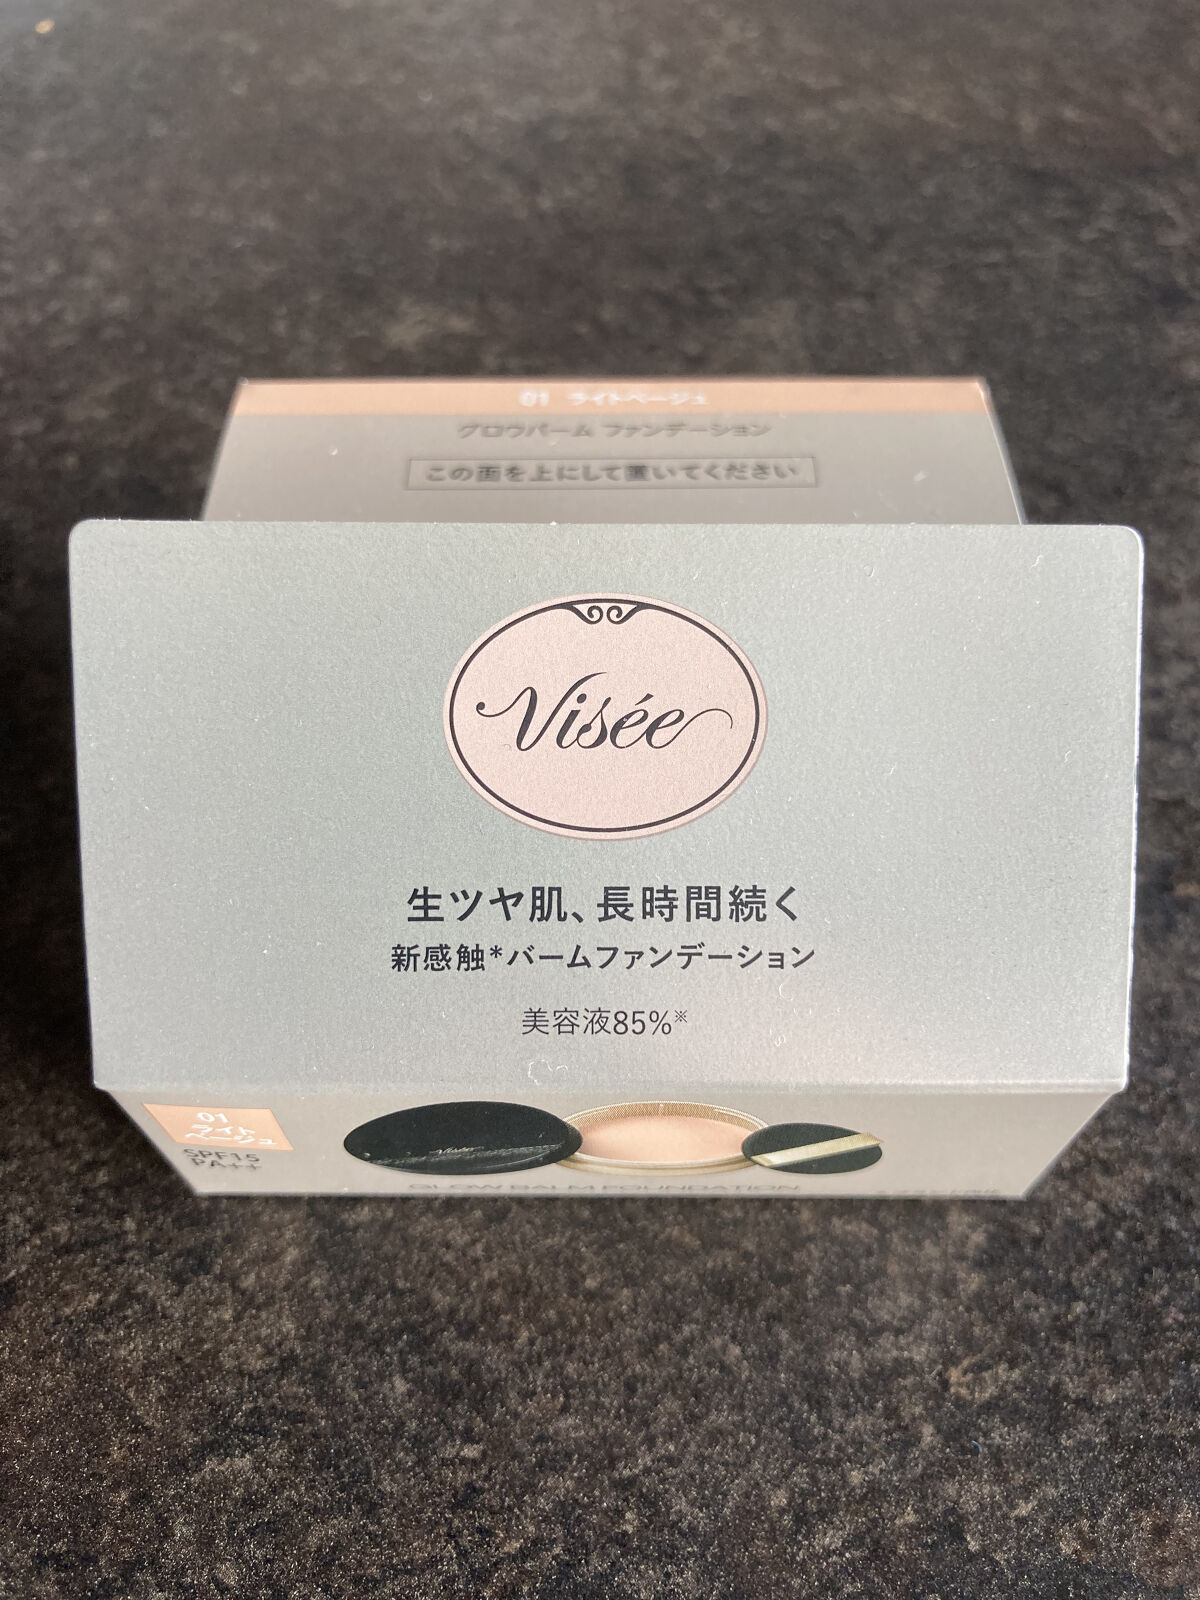 01 ライトベージュ
グロウバーム ファンデーション
この面を上にして置いてください
Visée
生ツヤ肌、長時間続く
新感触*バームファンデーション
美容液85%※
01
ライト
ベージュ
SPF15
PA++
Visée
GLOW BALM FOUNDATION